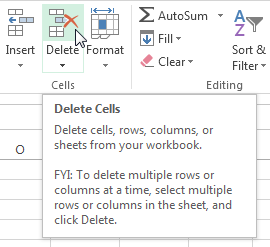 Insert Delete Format
AutoSum
Fill
Clear
Sort &
Filter
Cells
Editing
O
Delete Cells
Delete cells, rows, columns, or
sheets from your workbook.
FYI: To delete multiple rows or
columns at a time, select multiple
rows or columns in the sheet, and
click Delete.